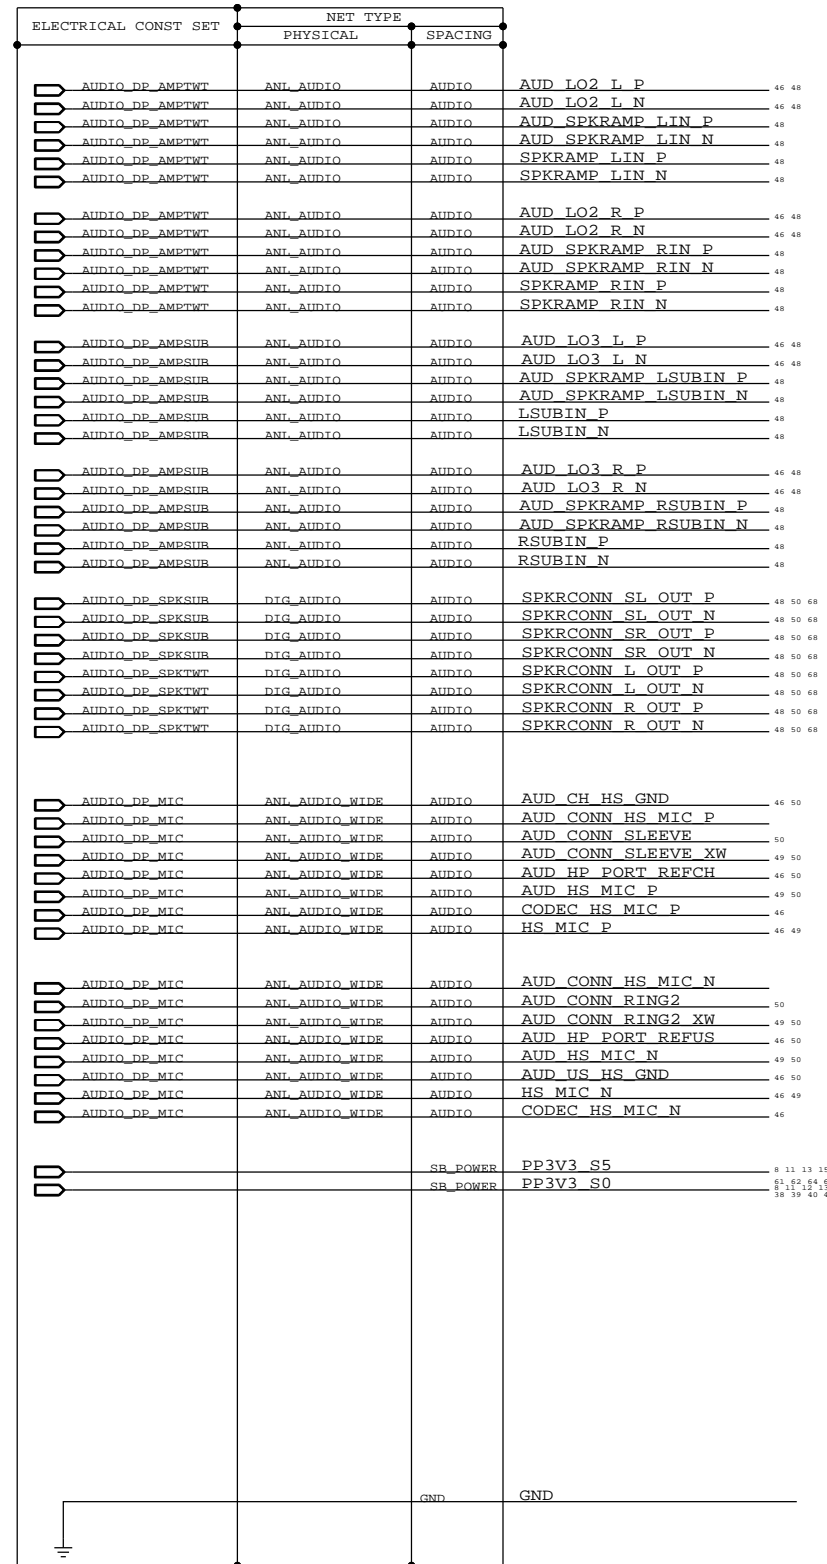 ELECTRICAL CONST SET NET TYPE
PHYSICAL SPACING
AUDIO_DP_AMPTWT ANL_AUDIO AUDIO AUD_LO2_L_P 46 48
AUDIO_DP_AMPTWT ANL_AUDIO AUDIO AUD_LO2_L_N 46 48
AUDIO_DP_AMPTWT ANL_AUDIO AUDIO AUD_SPKRAMP_LIN_P 48
AUDIO_DP_AMPTWT ANL_AUDIO AUDIO AUD_SPKRAMP_LIN_N 48
AUDIO_DP_AMPTWT ANL_AUDIO AUDIO SPKRAMP_LIN_P 48
AUDIO_DP_AMPTWT ANL_AUDIO AUDIO SPKRAMP_LIN_N 48
AUDIO_DP_AMPTWT ANL_AUDIO AUDIO AUD_LO2_R_P 46 48
AUDIO_DP_AMPTWT ANL_AUDIO AUDIO AUD_LO2_R_N 46 48
AUDIO_DP_AMPTWT ANL_AUDIO AUDIO AUD_SPKRAMP_RIN_P 48
AUDIO_DP_AMPTWT ANL_AUDIO AUDIO AUD_SPKRAMP_RIN_N 48
AUDIO_DP_AMPTWT ANL_AUDIO AUDIO SPKRAMP_RIN_P 48
AUDIO_DP_AMPTWT ANL_AUDIO AUDIO SPKRAMP_RIN_N 48
AUDIO_DP_AMPSUB ANL_AUDIO AUDIO AUD_LO3_L_P 46 48
AUDIO_DP_AMPSUB ANL_AUDIO AUDIO AUD_LO3_L_N 46 48
AUDIO_DP_AMPSUB ANL_AUDIO AUDIO AUD_SPKRAMP_LSUBIN_P 48
AUDIO_DP_AMPSUB ANL_AUDIO AUDIO AUD_SPKRAMP_LSUBIN_N 48
AUDIO_DP_AMPSUB ANL_AUDIO AUDIO LSUBIN_P 48
AUDIO_DP_AMPSUB ANL_AUDIO AUDIO LSUBIN_N 48
AUDIO_DP_AMPSUB ANL_AUDIO AUDIO AUD_LO3_R_P 46 48
AUDIO_DP_AMPSUB ANL_AUDIO AUDIO AUD_LO3_R_N 46 48
AUDIO_DP_AMPSUB ANL_AUDIO AUDIO AUD_SPKRAMP_RSUBIN_P 48
AUDIO_DP_AMPSUB ANL_AUDIO AUDIO AUD_SPKRAMP_RSUBIN_N 48
AUDIO_DP_AMPSUB ANL_AUDIO AUDIO RSUBIN_P 48
AUDIO_DP_AMPSUB ANL_AUDIO AUDIO RSUBIN_N 48
AUDIO_DP_SPKSUB DIG_AUDIO AUDIO SPKRCONN_SL_OUT_P 48 50 68
AUDIO_DP_SPKSUB DIG_AUDIO AUDIO SPKRCONN_SL_OUT_N 48 50 68
AUDIO_DP_SPKSUB DIG_AUDIO AUDIO SPKRCONN_SR_OUT_P 48 50 68
AUDIO_DP_SPKSUB DIG_AUDIO AUDIO SPKRCONN_SR_OUT_N 48 50 68
AUDIO_DP_SPKTWT DIG_AUDIO AUDIO SPKRCONN_L_OUT_P 48 50 68
AUDIO_DP_SPKTWT DIG_AUDIO AUDIO SPKRCONN_L_OUT_N 48 50 68
AUDIO_DP_SPKTWT DIG_AUDIO AUDIO SPKRCONN_R_OUT_P 48 50 68
AUDIO_DP_SPKTWT DIG_AUDIO AUDIO SPKRCONN_R_OUT_N 48 50 68
AUDIO_DP_MIC ANL_AUDIO_WIDE AUDIO AUD_CH_HS_GND 46 50
AUDIO_DP_MIC ANL_AUDIO_WIDE AUDIO AUD_CONN_HS_MIC_P
AUDIO_DP_MIC ANL_AUDIO_WIDE AUDIO AUD_CONN_SLEEVE 50
AUDIO_DP_MIC ANL_AUDIO_WIDE AUDIO AUD_CONN_SLEEVE_XW 49 50
AUDIO_DP_MIC ANL_AUDIO_WIDE AUDIO AUD_HP_PORT_REFCH 46 50
AUDIO_DP_MIC ANL_AUDIO_WIDE AUDIO AUD_HS_MIC_P 49 50
AUDIO_DP_MIC ANL_AUDIO_WIDE AUDIO CODEC_HS_MIC_P 46
AUDIO_DP_MIC ANL_AUDIO_WIDE AUDIO HS_MIC_P 46 49
AUDIO_DP_MIC ANL_AUDIO_WIDE AUDIO AUD_CONN_HS_MIC_N
AUDIO_DP_MIC ANL_AUDIO_WIDE AUDIO AUD_CONN_RING2 50
AUDIO_DP_MIC ANL_AUDIO_WIDE AUDIO AUD_CONN_RING2_XW 49 50
AUDIO_DP_MIC ANL_AUDIO_WIDE AUDIO AUD_HP_PORT_REFUS 46 50
AUDIO_DP_MIC ANL_AUDIO_WIDE AUDIO AUD_HS_MIC_N 49 50
AUDIO_DP_MIC ANL_AUDIO_WIDE AUDIO AUD_US_HS_GND 46 50
AUDIO_DP_MIC ANL_AUDIO_WIDE AUDIO HS_MIC_N 46 49
AUDIO_DP_MIC ANL_AUDIO_WIDE AUDIO CODEC_HS_MIC_N 46
SB_POWER PP3V3_S5 8 11 13 15
SB_POWER PP3V3_S0 8 11 12 13
61 62 64
38 39 40
GND GND